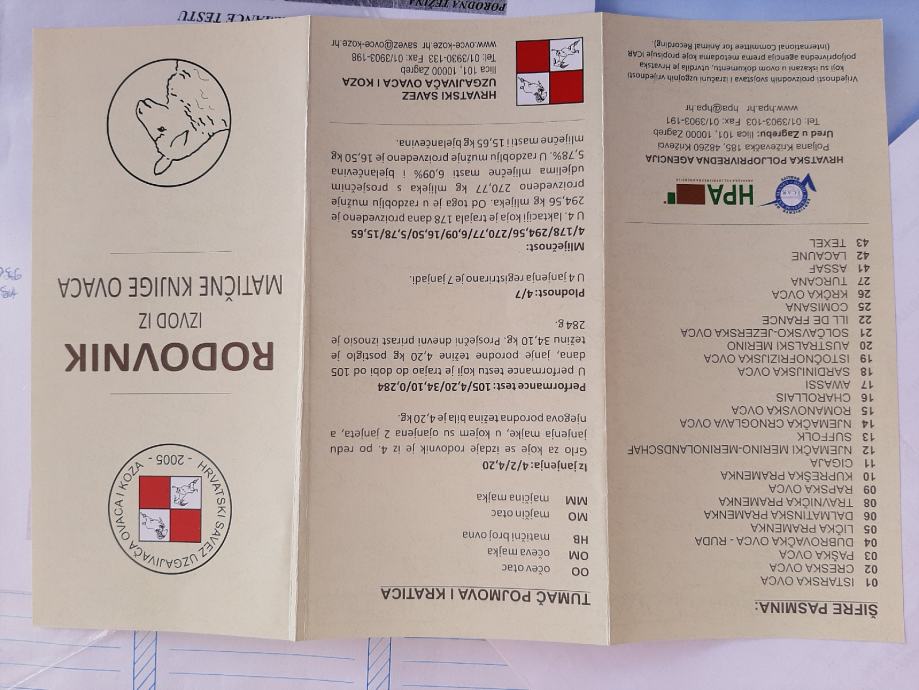 ŠIFRE PASMINA:
01 ISTARSKA OVCA
02 CRESKA OVCA
03 PAŠKA OVCA
04 DUBROVAČKA OVCA - RUDA
05 LIČKA PRAMENKA
06 DALMATINSKA PRAMENKA
08 TRAVNIČKA PRAMENKA
09 RAPSKA OVCA
10 KUPREŠKA PRAMENKA
11 CIGAJA
12 NJEMAČKI MERINO-MERINOLANDSCHAF
13 SUFFOLK
14 NJEMAČKA CRNOGLAVA OVCA
15 ROMANOVSKA OVCA
16 CHAROLLAIS
17 AWASSI
18 SARDINIJSKA OVCA
19 ISTOČNOFRIZIJSKA OVCA
20 AUSTRALSKI MERINO
21 SOLČAVSKO-JEZERSKA OVCA
22 ILL DE FRANCE
25 COMISANA
26 KRČKA OVCA
27 TURCANA
41 ASSAF
42 LACAUNE
43 TEXEL
ICAR
HPA
HRVATSKA POLJOPRIVREDNA AGENCIJA
Poljana Križevačka 185, 48260 Križevci
Ured u Zagrebu: Ilica 101, 10000 Zagreb
Tel: 01/3903-103 Fax: 01/3903-191
www.hpa.hr hpa@hpa.hr
Vrijednosti proizvodnih svojstava i izračun uzgojnih vrijednosti
koji su iskazani u ovom dokumentu, utvrdila je Hrvatska
poljoprivredna agencija prema metodama koje propisuje ICAR
(International Committee for Animal Recording).
TUMAČ POJMOVA I KRATICA
OO očev otac
OM očeva majka
HB matični broj ovna
MO majčin otac
MM majčina majka
Iz janjenja: 4/2/4,20
Grlo za koje se izdaje rodovnik je iz 4. po redu
janjenja majke, u kojem su ojanjena 2 janjeta, a
njegova porodna težina bila je 4,20 kg.
Performance test: 105/4,20/34,10/0,284
U performance testu koji je trajao do dobi od 105
dana, janje porodne težine 4,20 kg postiglo je
težinu 34,10 kg. Prosječni dnevni prirast iznosio je
284 g.
Plodnost: 4/7
U 4 janjenja registrirano je 7 janjadi.
Mliječnost:
4/178/294,56/270,77/6,09/16,50/5,78/15,65
U 4. laktaciji koja je trajala 178 dana proizvedeno je
294,56 kg mlijeka. Od toga je u razdoblju mužnje
proizvedeno 270,77 kg mlijeka s prosječnim
udjelima mliječne masti 6,09% i bjelančevina
5,78%. U razdoblju mužnje proizvedeno je 16,50 kg
mliječne masti i 15,65 kg bjelančevina.
HRVATSKI SAVEZ
UZGAJIVAČA OVACA I KOZA
Ilica 101, 10000 Zagreb
Tel: 01/3930-133 Fax: 01/3903-198
www.ovce-koze.hr savez@ovce-koze.hr
HRVATSKI SAVEZ UZGAJIVAČA OVACA I KOZA
- 2005 -
RODOVNIK
IZVOD IZ
MATIČNE KNJIGE OVACA
TESTU
PORODNA TEŽINA